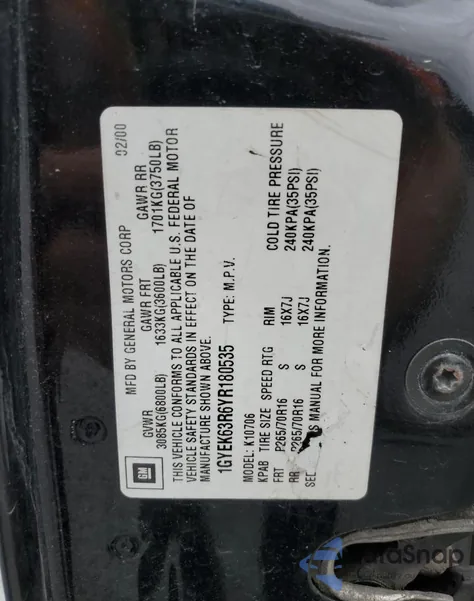 MFD BY GENERAL MOTORS CORP 02/00
GVWR GAWR FRT GAWR RR
3085KG(6800LB) 1633KG(3600LB) 1701KG(3750LB)
THIS VEHICLE CONFORMS TO ALL APPLICABLE U.S. FEDERAL MOTOR
VEHICLE SAFETY STANDARDS IN EFFECT ON THE DATE OF
MANUFACTURE SHOWN ABOVE.
1GYEK63R6YR180535 TYPE: M.P.V.
MODEL: K10706
KPAB TIRE SIZE SPEED RTG RIM COLD TIRE PRESSURE
FRT P265/70R16 S 16X7J 240KPA(35PSI)
RR P265/70R16 S 16X7J 240KPA(35PSI)
SEE MANUAL FOR MORE INFORMATION.
GM
DataSnap